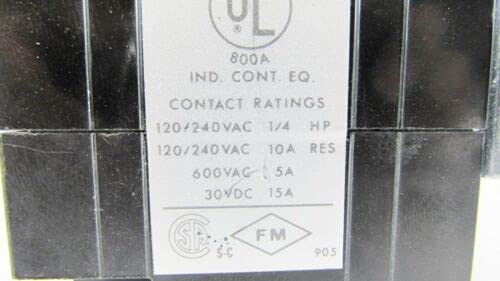 UL
800A
IND. CONT. EQ.
CONTACT RATINGS
120/240VAC 1/4 HP
120/240VAC 10A RES
600VAC 5A
30VDC 15A
SA FM
S-C 905